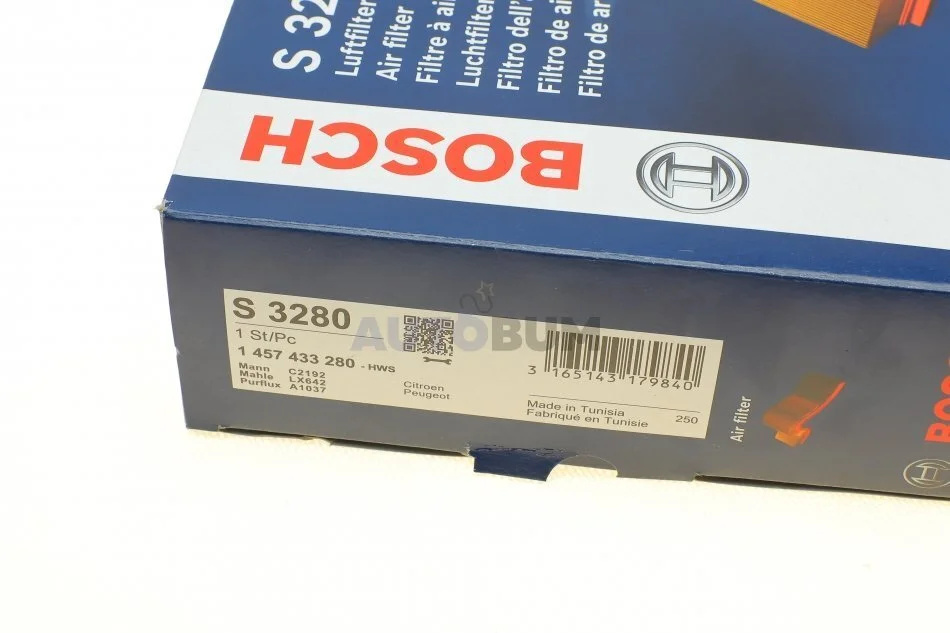 S 32
Luftfilter
Air filter
Filtre à ai
Luchtfilter
Filtro dell'
Filtro de ai
Filtro de ar
BOSCH
S 3280
1 St/Pc
1 457 433 280 - HWS
Mann C2192
Mahle LX642
Purflux A1037
Citroen
Peugeot
3 165143 179840
Made in Tunisia
Fabriqué en Tunisie
250
AUTOBUM
Air filter
BO